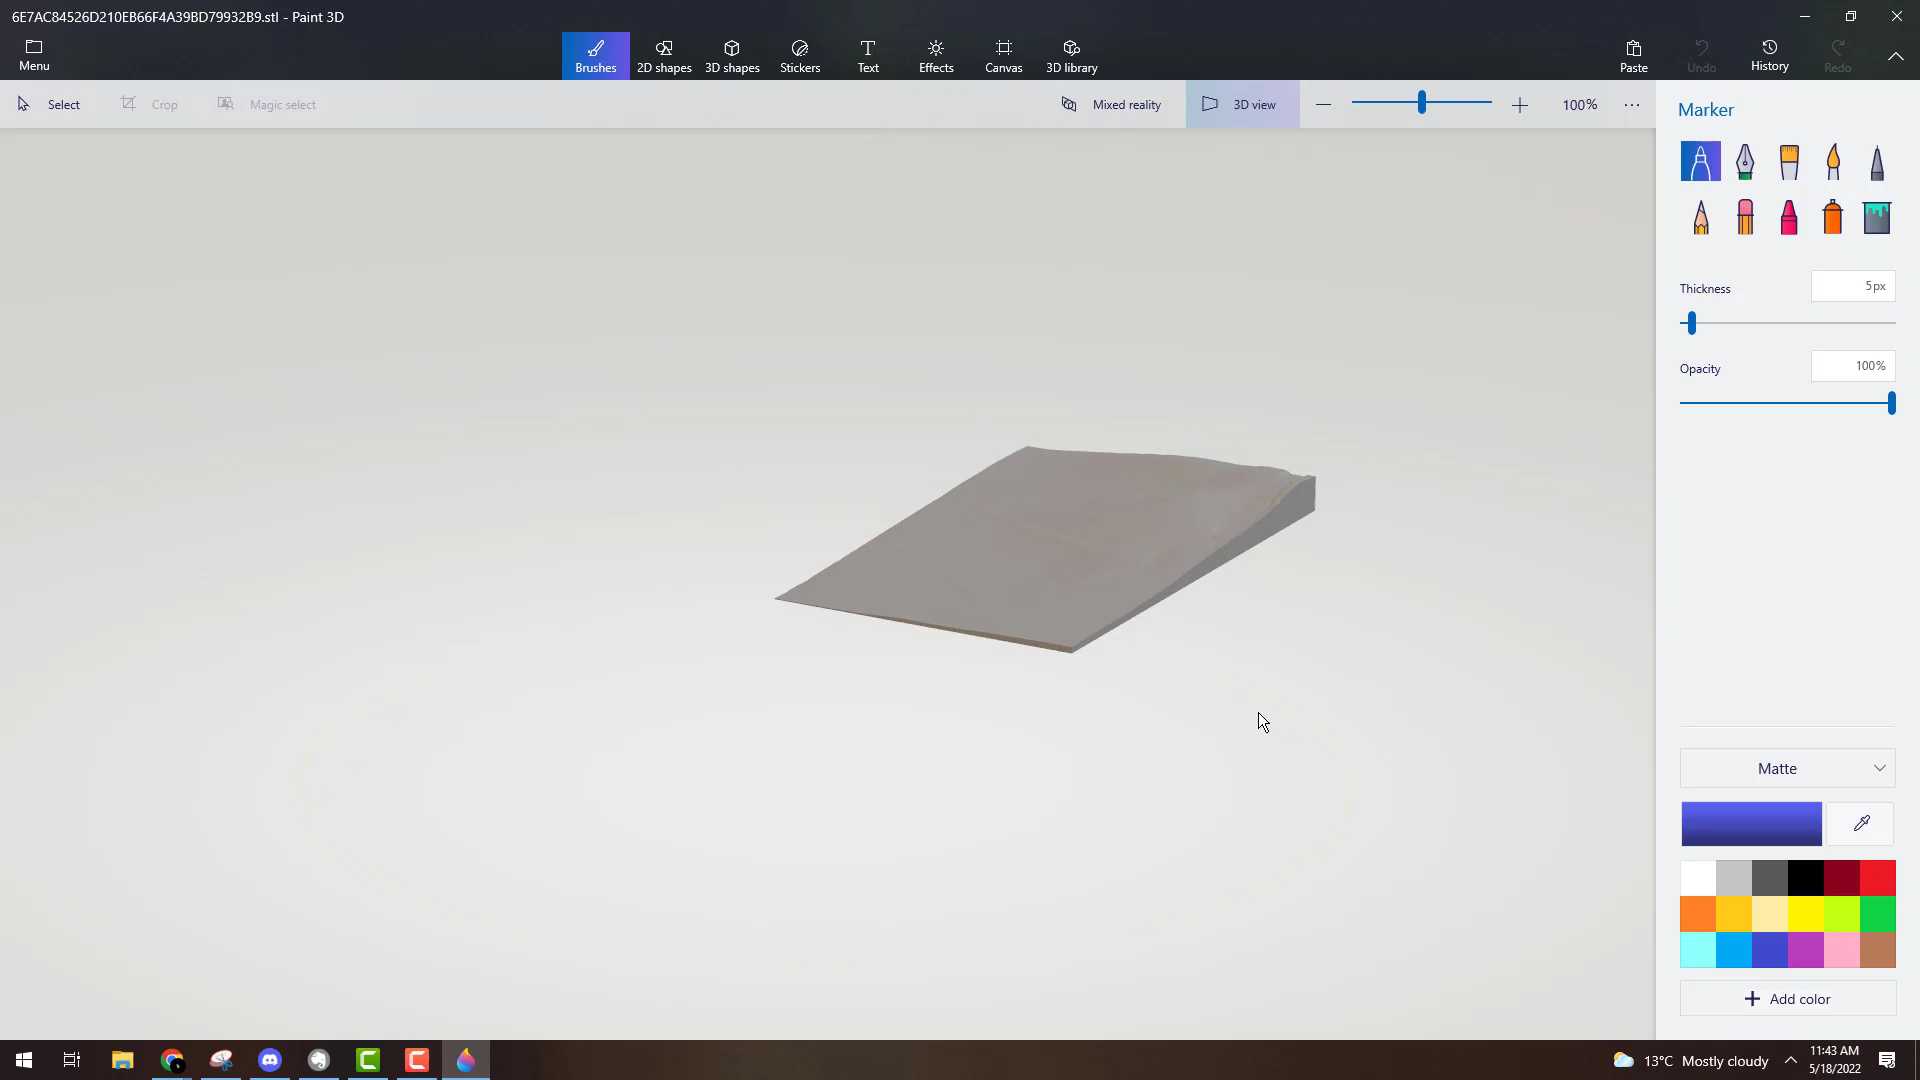 6E7AC84526D210EB66F4A39BD79932B9.stl - Paint 3D
Menu
Brushes
2D shapes
3D shapes
Stickers
Text
Effects
Canvas
3D library
Paste
Undo
History
Redo
Select
Crop
Magic select
Mixed reality
3D view
100%
Marker
Thickness
5px
Opacity
100%
Matte
Add color
13°C Mostly cloudy
11:43 AM
5/18/2022